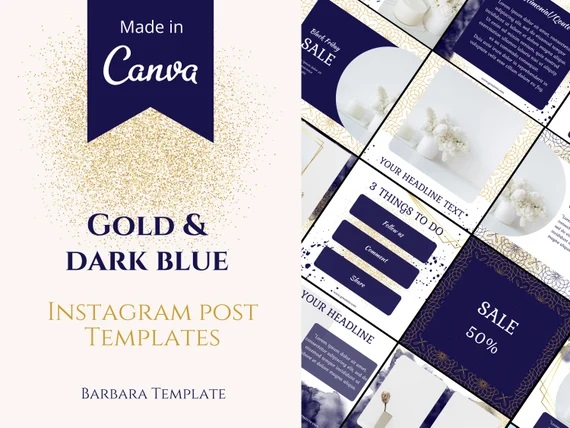 Made in
Canva
GOLD &
DARK BLUE
INSTAGRAM POST
TEMPLATES
BARBARA TEMPLATE
Black Friday
SALE
YOUR HEADLINE TEXT
3 THINGS TO DO
Follow us
Comment
Share
YOUR HEADLINE
SALE
50%